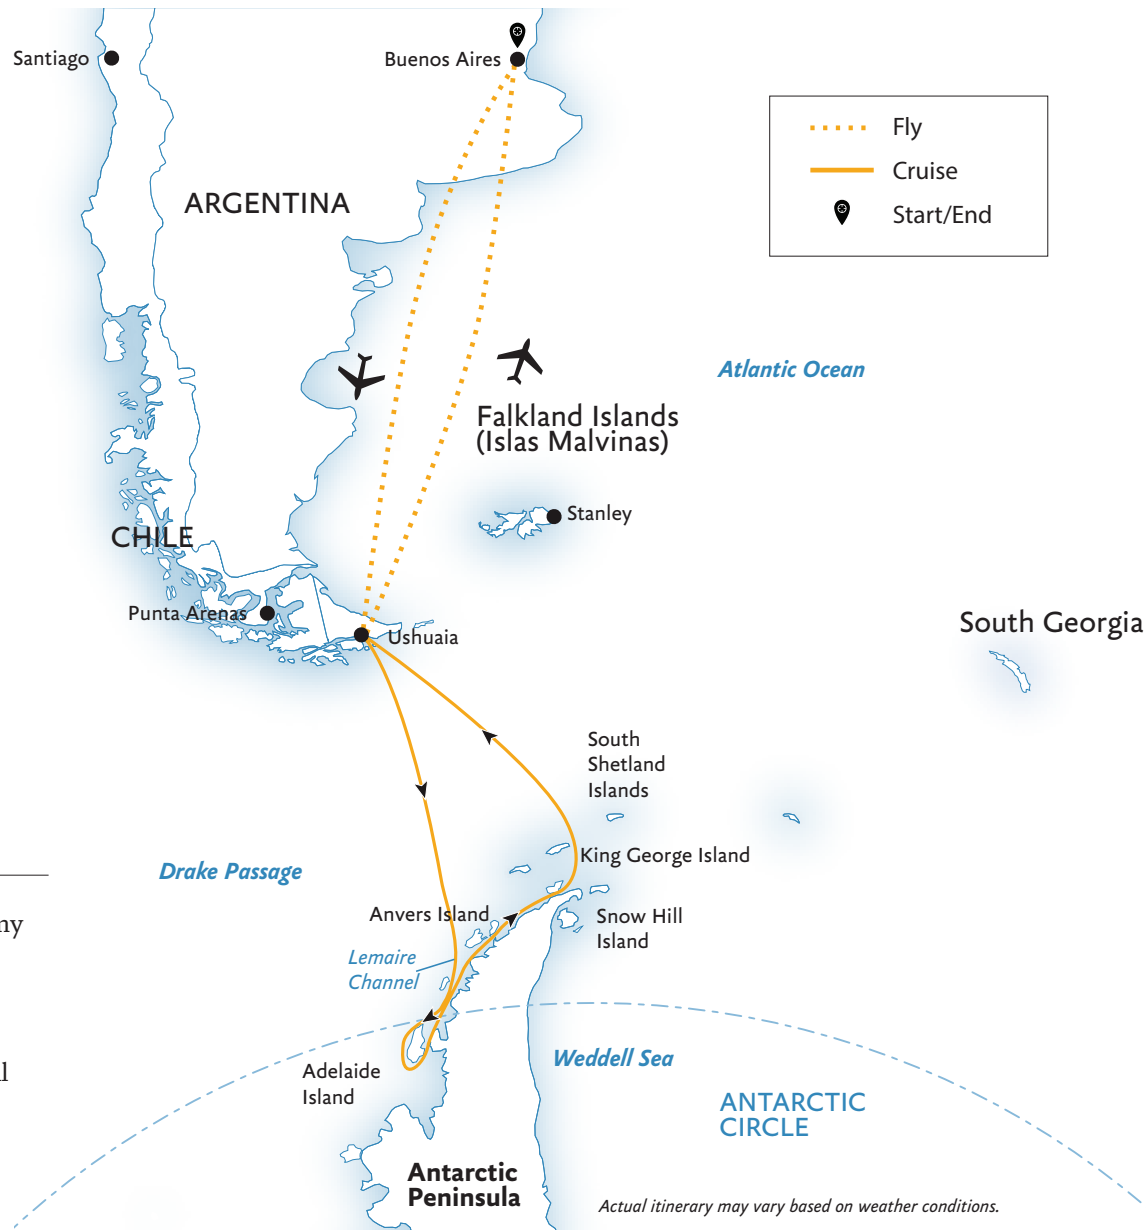 Santiago
Buenos Aires
Fly
Cruise
Start/End
ARGENTINA
Atlantic Ocean
Falkland Islands
(Islas Malvinas)
Stanley
CHILE
Punta Arenas
Ushuaia
South Georgia
South
Shetland
Islands
Drake Passage
King George Island
Anvers Island
Snow Hill
Island
Lemaire
Channel
Weddell Sea
Adelaide
Island
ANTARCTIC
CIRCLE
Antarctic
Peninsula
Actual itinerary may vary based on weather conditions.